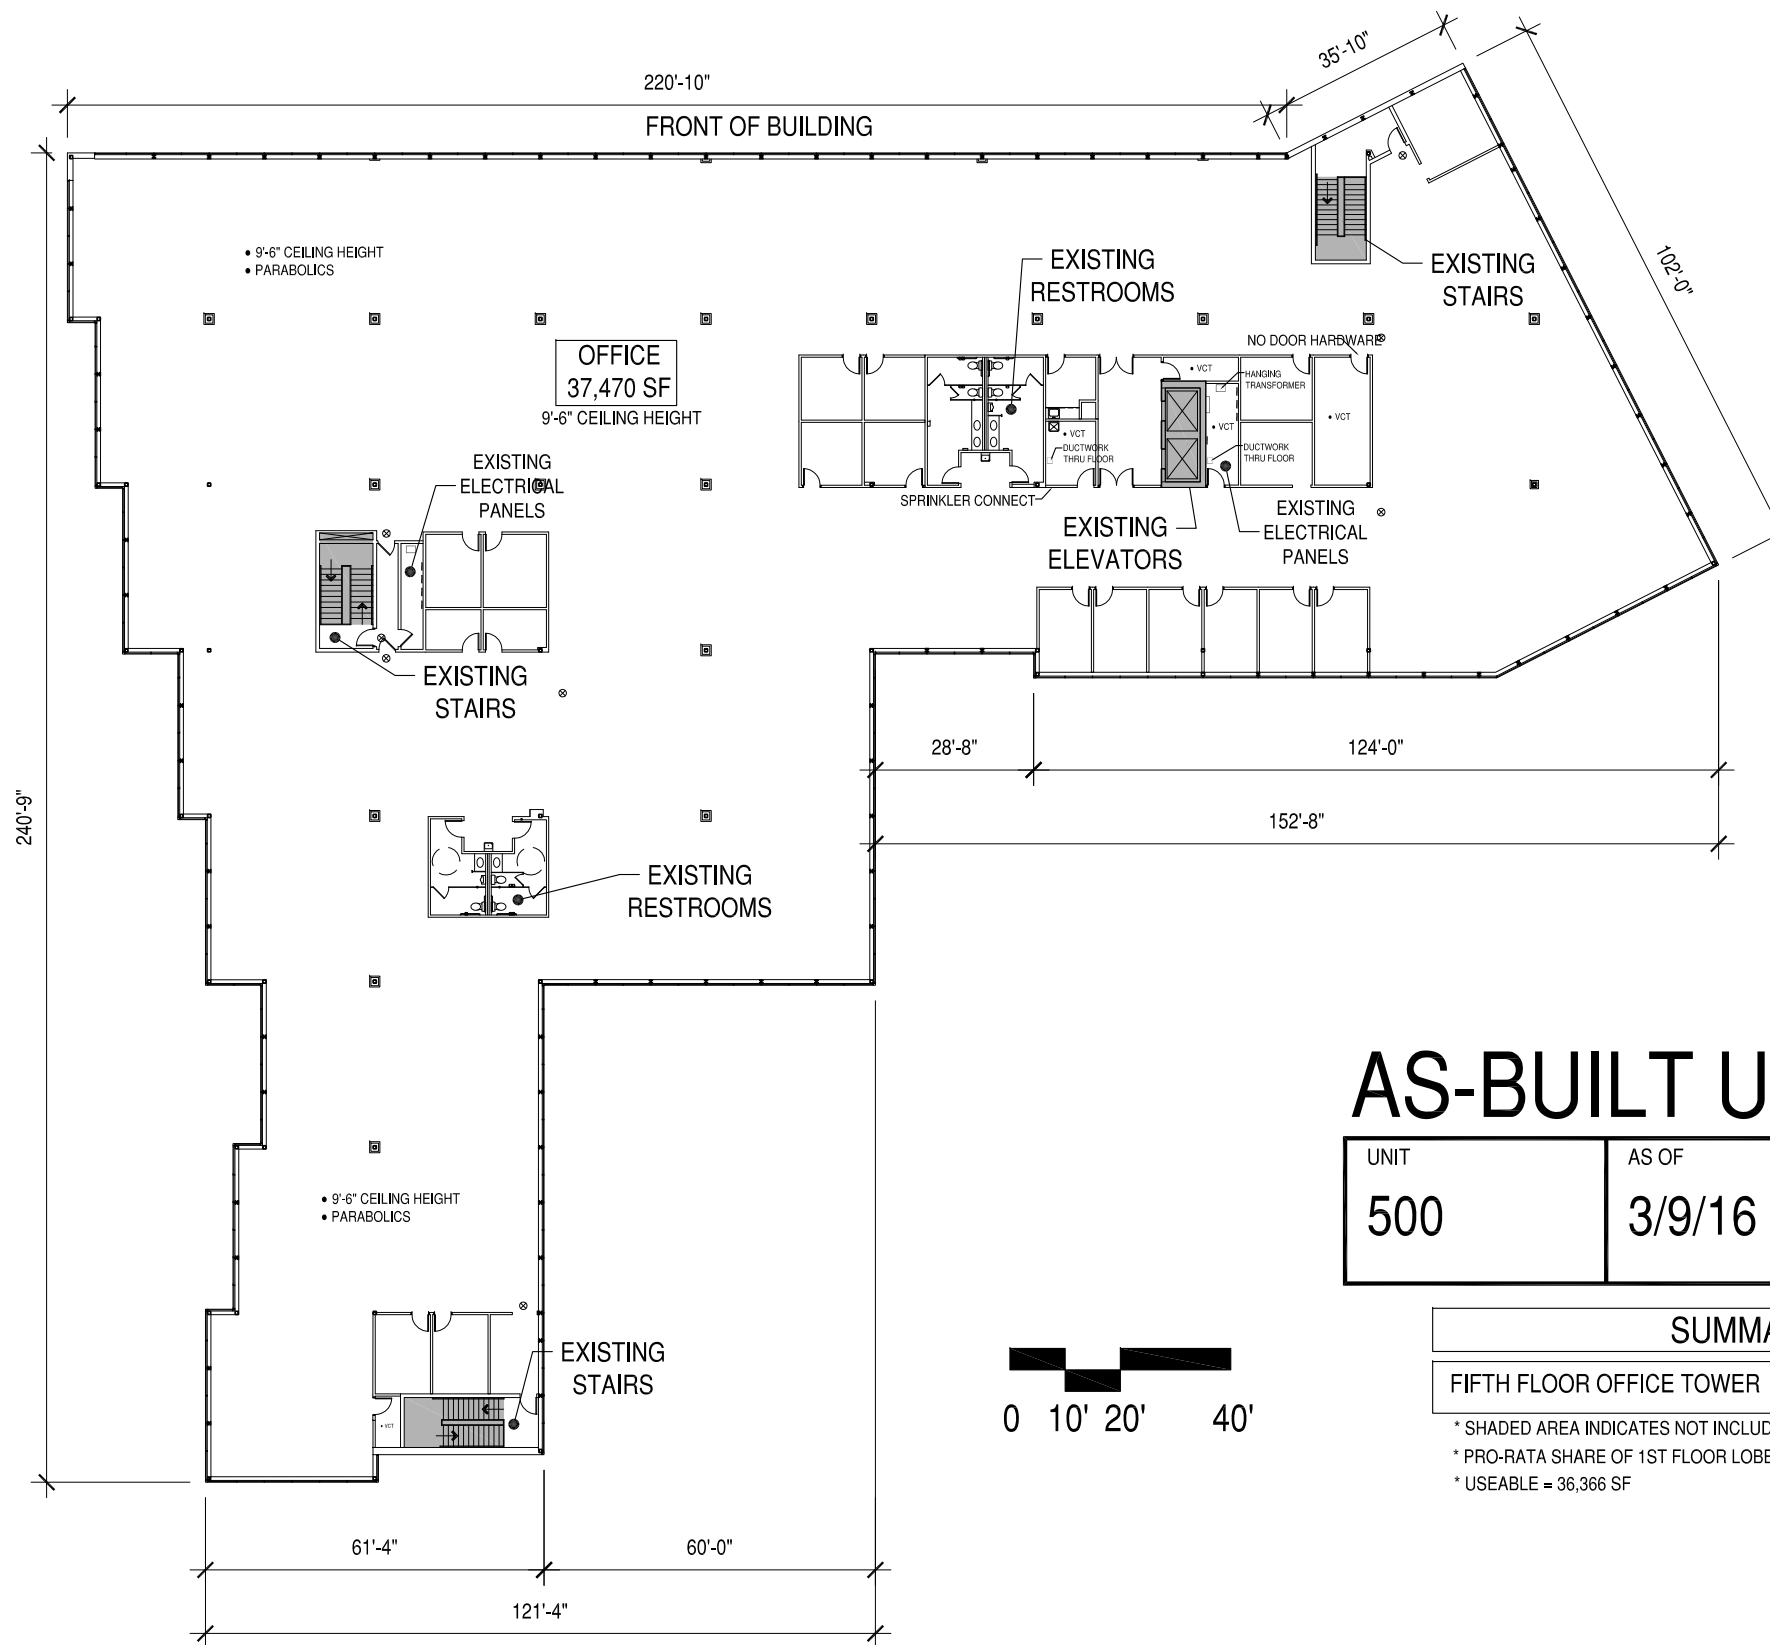 35'-10"
220'-10"
FRONT OF BUILDING
102'-0"
• 9'-6" CEILING HEIGHT
• PARABOLICS
EXISTING
RESTROOMS
EXISTING
STAIRS
OFFICE
37,470 SF
9'-6" CEILING HEIGHT
NO DOOR HARDWARE
• VCT
HANGING
TRANSFORMER
• VCT
• VCT
• VCT
DUCTWORK
THRU FLOOR
DUCTWORK
THRU FLOOR
EXISTING
ELECTRICAL
PANELS
SPRINKLER CONNECT
EXISTING
ELEVATORS
EXISTING
ELECTRICAL
PANELS
EXISTING
STAIRS
28'-8"
124'-0"
152'-8"
240'-9"
EXISTING
RESTROOMS
• 9'-6" CEILING HEIGHT
• PARABOLICS
EXISTING
STAIRS
• VCT
61'-4"
60'-0"
121'-4"
0 10' 20' 40'
AS-BUILT U
UNIT
500
AS OF
3/9/16
SUMMA
FIFTH FLOOR OFFICE TOWER
* SHADED AREA INDICATES NOT INCLUD
* PRO-RATA SHARE OF 1ST FLOOR LOBB
* USEABLE = 36,366 SF